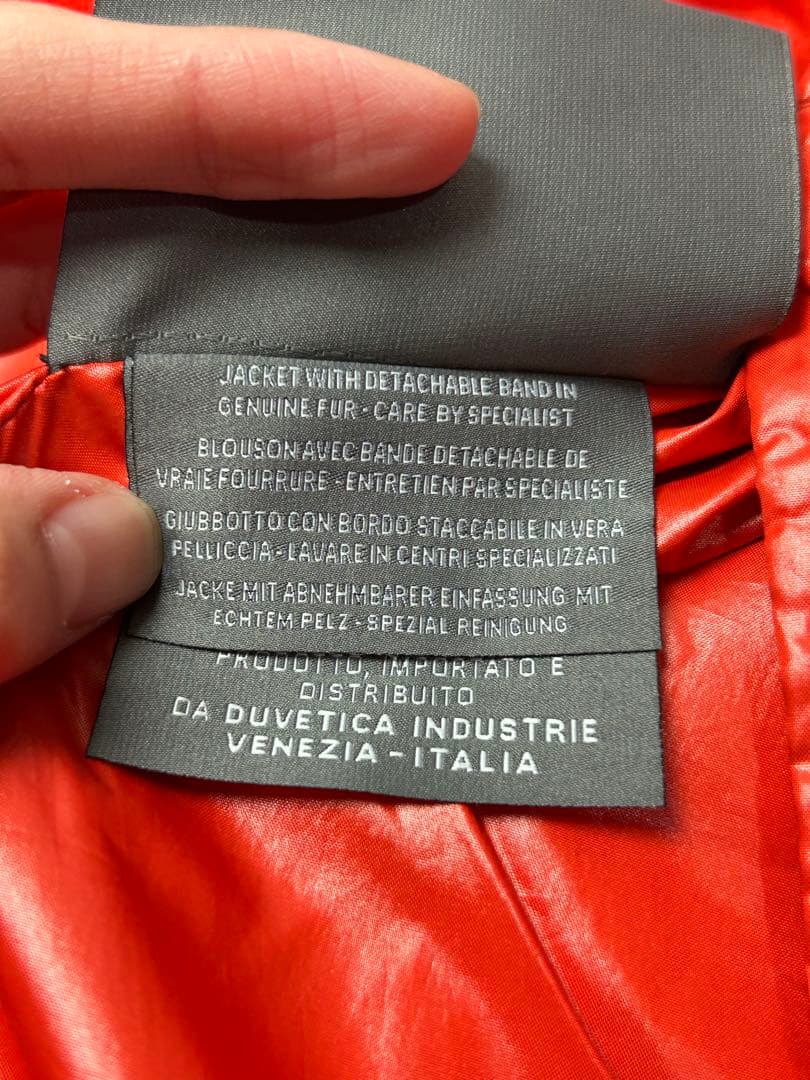 JACKET WITH DETACHABLE BAND IN
GENUINE FUR - CARE BY SPECIALIST
BLOUSON AVEC BANDE DETACHABLE DE
VRAIE FOURRURE - ENTRETIEN PAR SPECIALISTE
GIUBBOTTO CON BORDO STACCABILE IN VERA
PELLICCIA - LAVARE IN CENTRI SPECIALIZZATI
JACKE MIT ABNEHMBARER EINFASSUNG MIT
ECHTEM PELZ - SPEZIAL REINIGUNG
PRODOTTO, IMPORTATO E
DISTRIBUITO
DA DUVETICA INDUSTRIE
VENEZIA - ITALIA